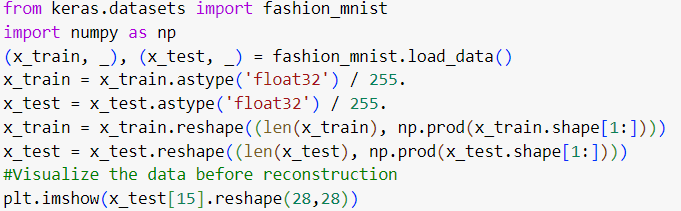 from keras.datasets import fashion_mnist
import numpy as np
(x_train, _), (x_test, _) = fashion_mnist.load_data()
x_train = x_train.astype('float32') / 255.
x_test = x_test.astype('float32') / 255.
x_train = x_train.reshape((len(x_train), np.prod(x_train.shape[1:])))
x_test = x_test.reshape((len(x_test), np.prod(x_test.shape[1:])))
#Visualize the data before reconstruction
plt.imshow(x_test[15].reshape(28,28))